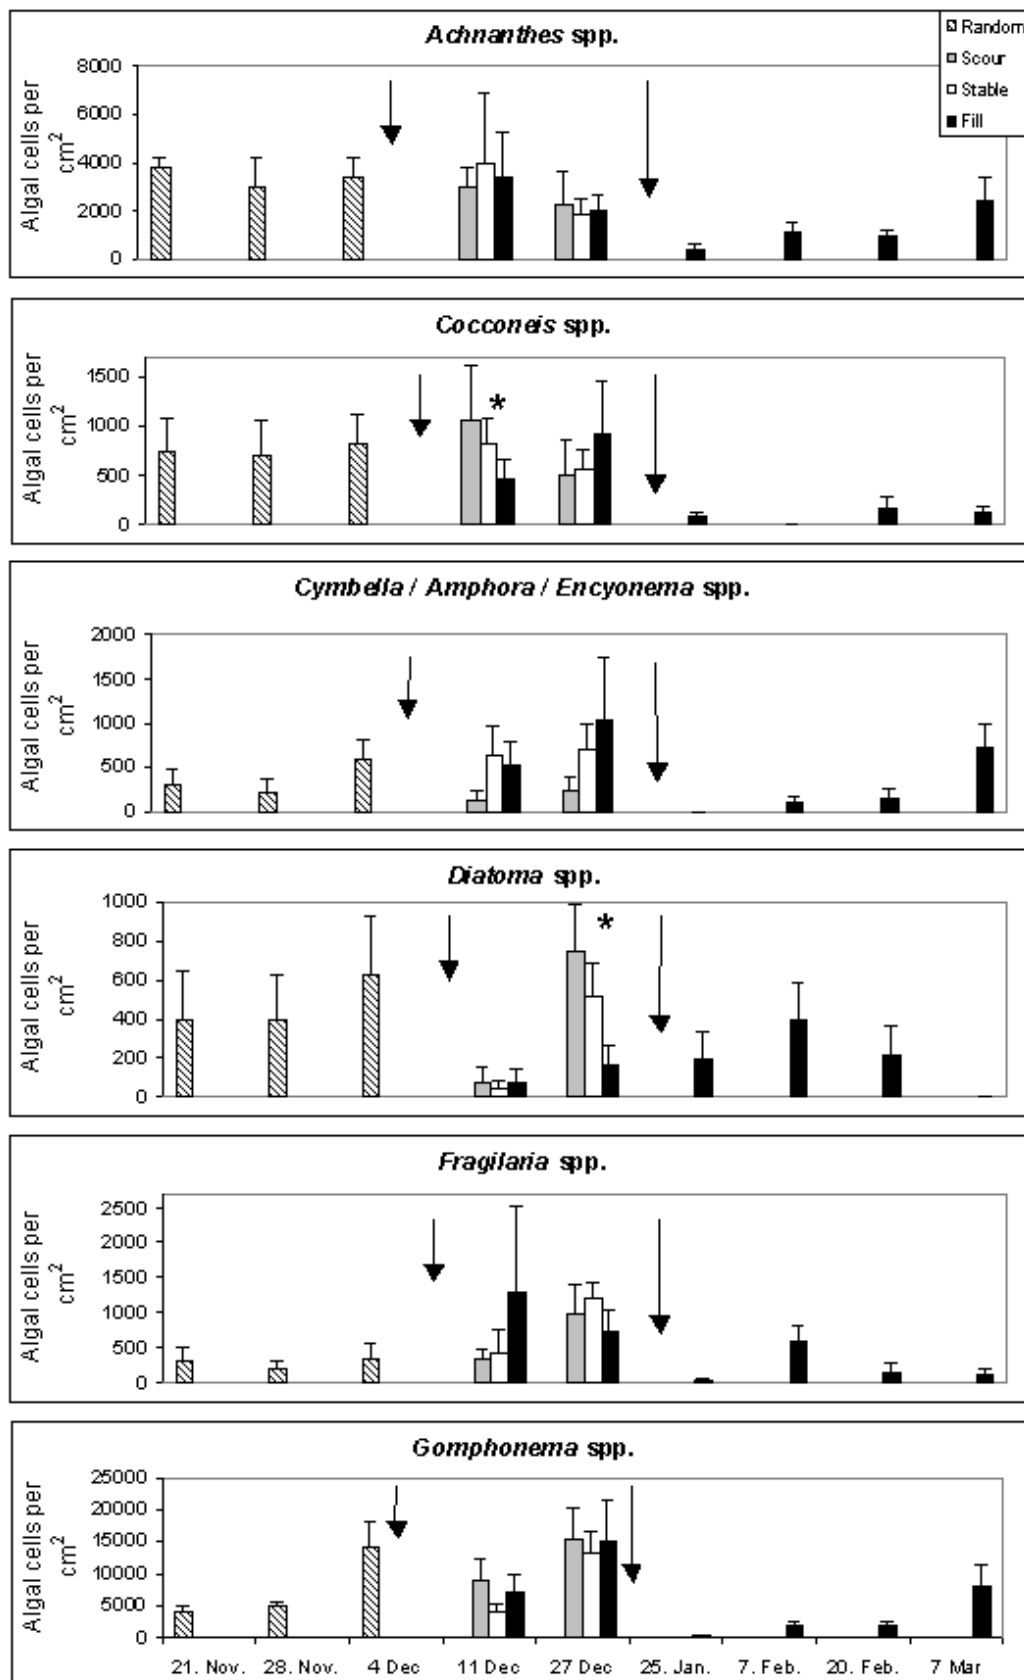 Achnanthes spp.
Random
Scour
Stable
Fill
Algal cells per
cm²
8000
6000
4000
2000
0
Cocconeis spp.
Algal cells per
cm²
1500
1000
500
0
*
Cymbella / Amphora / Encyonema spp.
Algal cells per
cm²
2000
1500
1000
500
0
Diatoma spp.
Algal cells per
cm²
1000
800
600
400
200
0
*
Fragilaria spp.
Algal cells per
cm²
2500
2000
1500
1000
500
0
Gomphonema spp.
Algal cells per
cm²
25000
20000
15000
10000
5000
0
21. Nov. 28. Nov. 4 Dec 11 Dec 27 Dec 25. Jan. 7. Feb. 20. Feb. 7 Mar